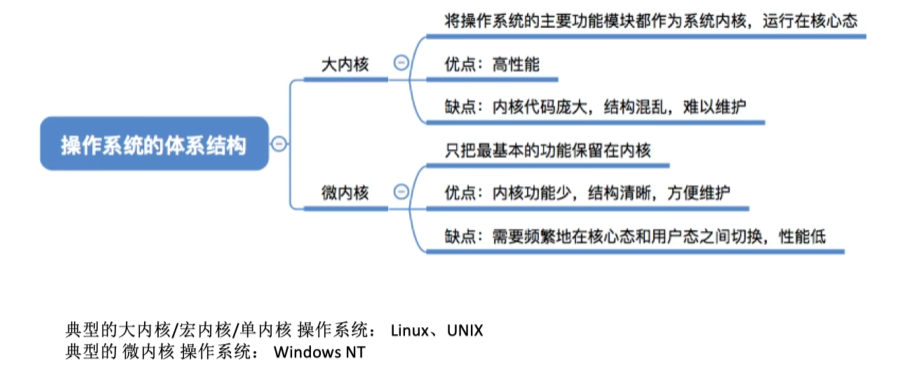 将操作系统的主要功能模块都作为系统内核，运行在核心态
大内核
优点：高性能
缺点：内核代码庞大，结构混乱，难以维护
操作系统的体系结构
只把最基本的功能保留在内核
微内核
优点：内核功能少，结构清晰，方便维护
缺点：需要频繁地在核心态和用户态之间切换，性能低
典型的大内核/宏内核/单内核 操作系统： Linux、UNIX
典型的 微内核 操作系统： Windows NT